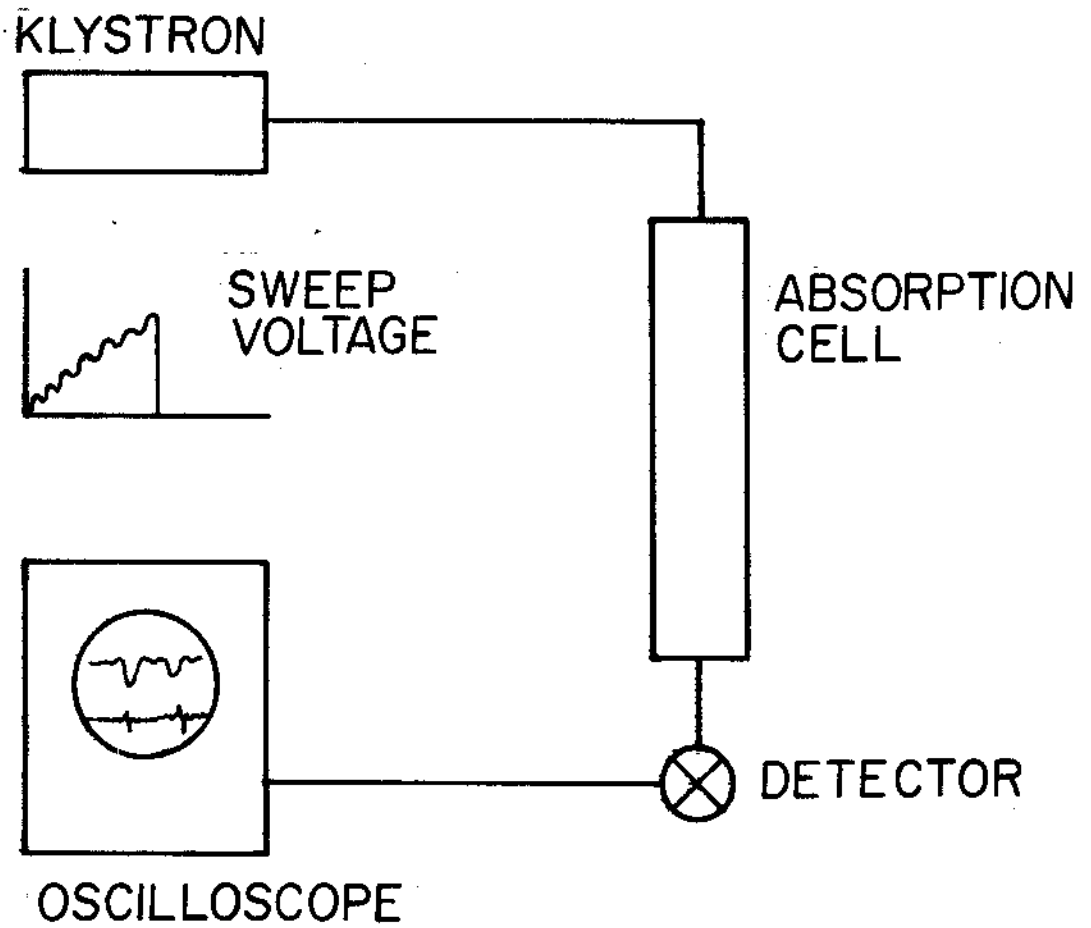 KLYSTRON
SWEEP
VOLTAGE
ABSORPTION
CELL
DETECTOR
OSCILLOSCOPE